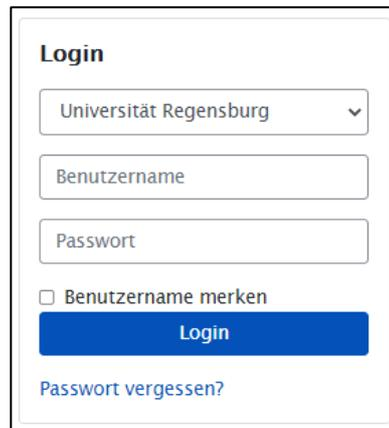 Login
Universität Regensburg
Benutzername
Passwort
Benutzername merken
Login
Passwort vergessen?